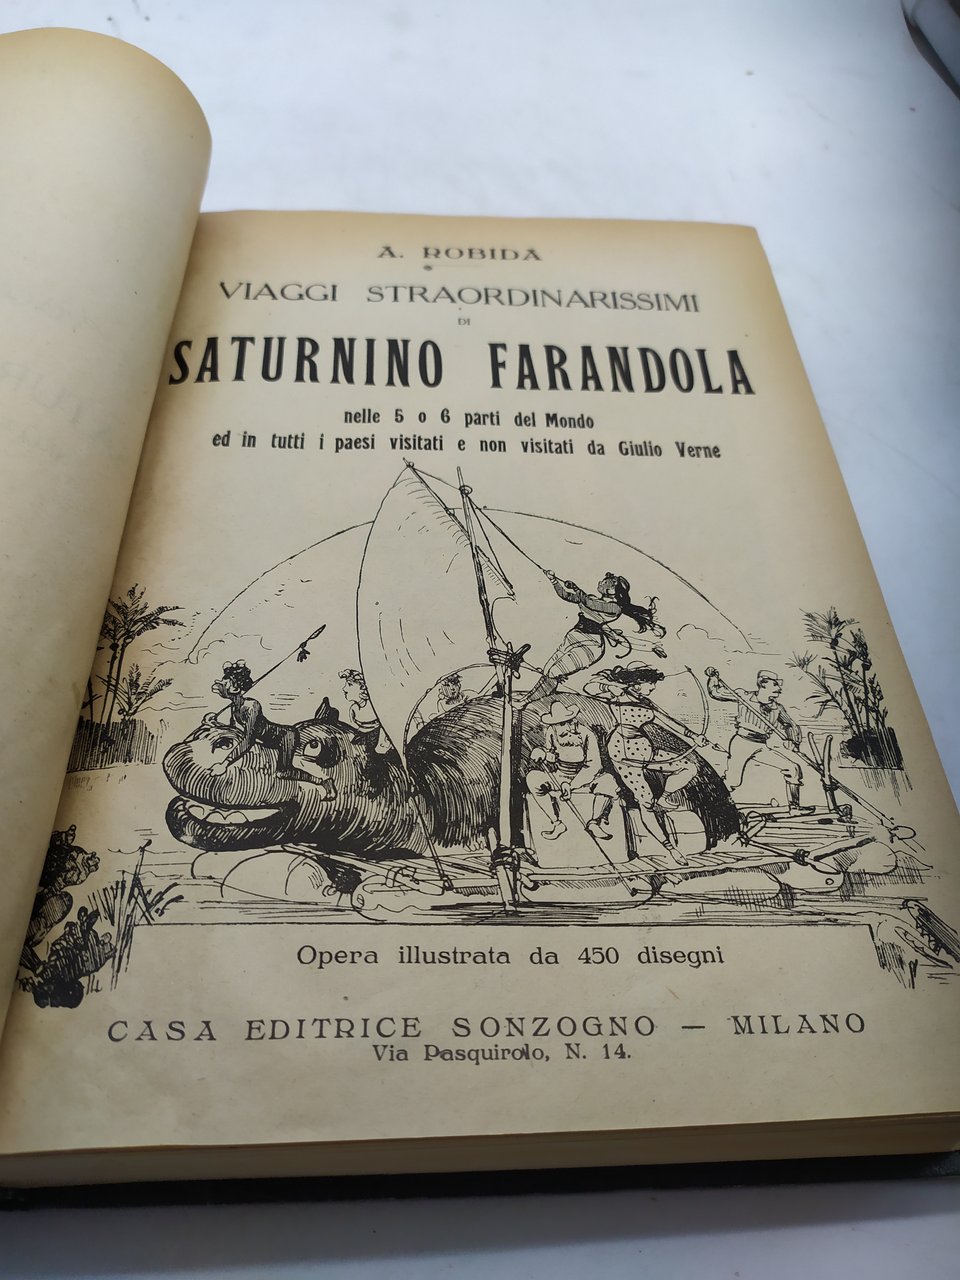 A. ROBIDA
VIAGGI STRAORDINARISSIMI
DI
SATURNINO FARANDOLA
nelle 5 o 6 parti del Mondo
ed in tutti i paesi visitati e non visitati da Giulio Verne
Opera illustrata da 450 disegni
CASA EDITRICE SONZOGNO — MILANO
Via Pasquirolo, N. 14.